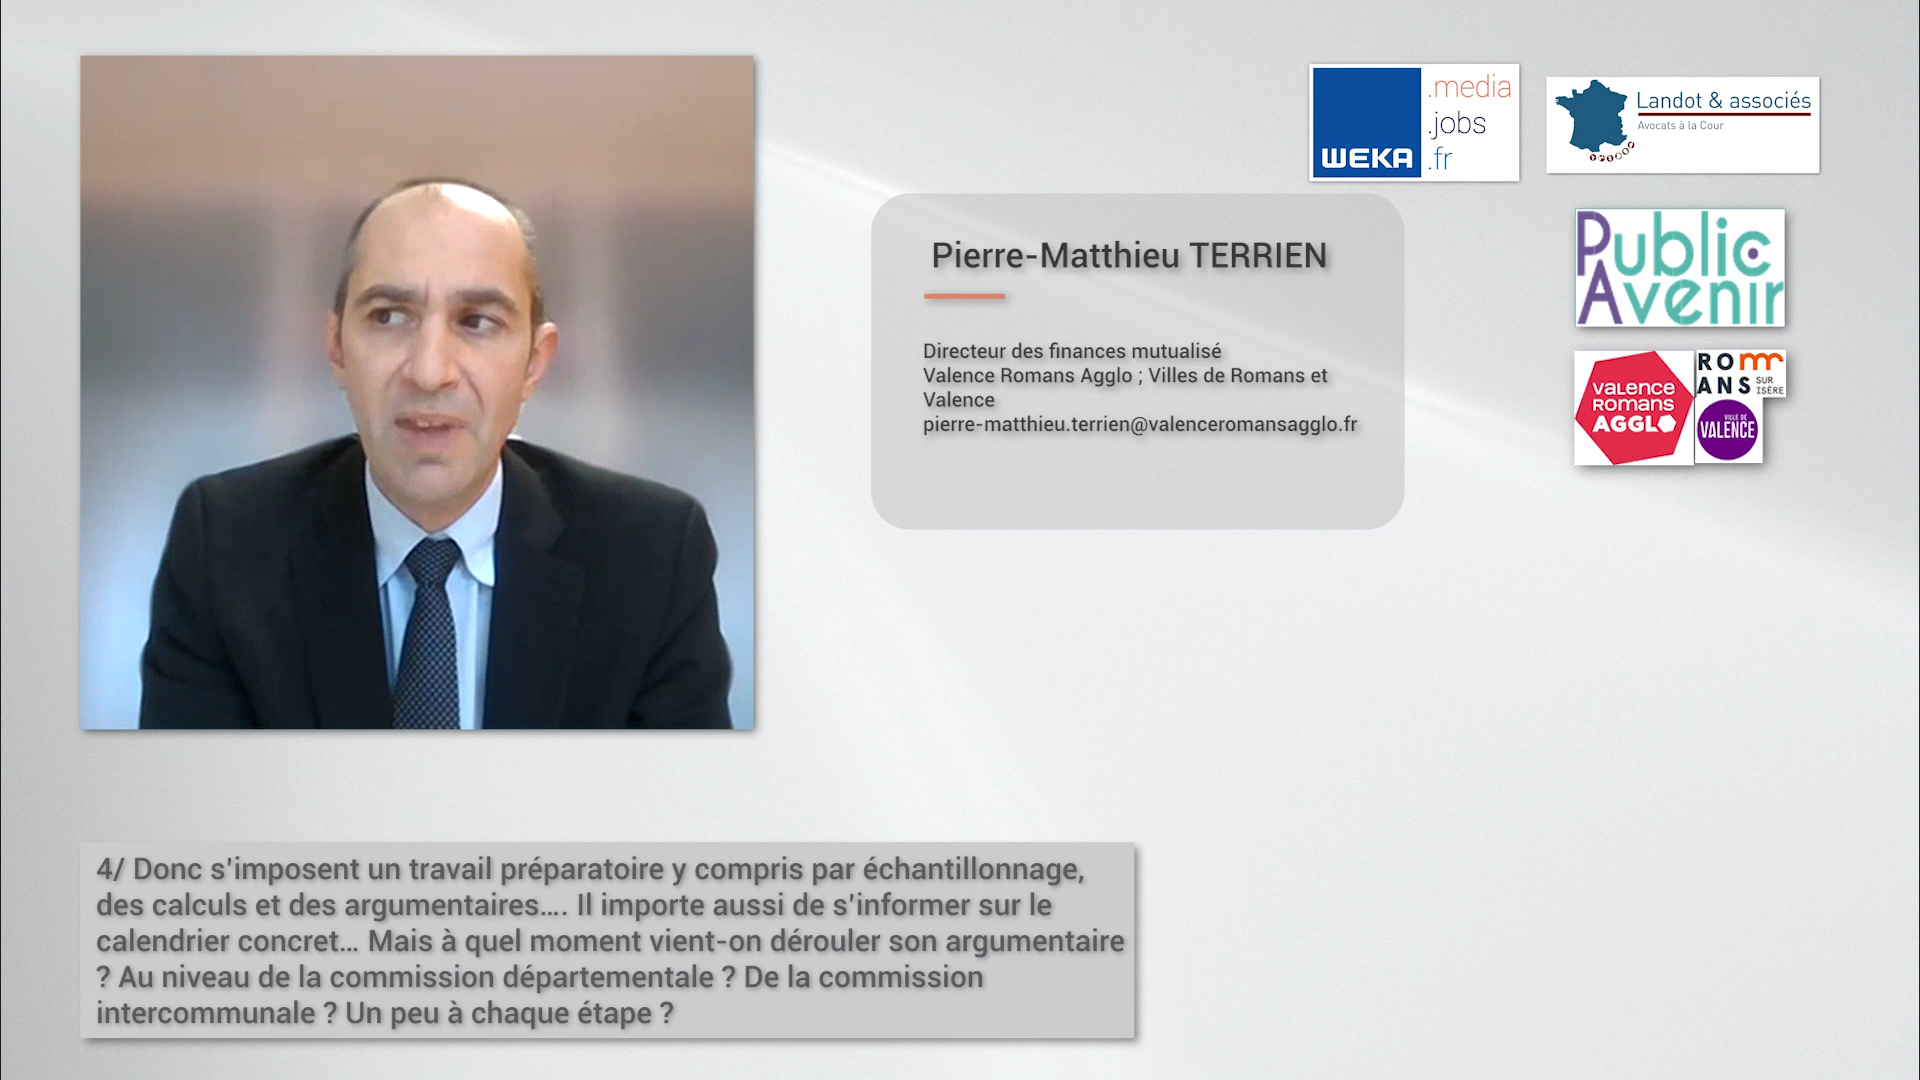 .media
.jobs
WEKA .fr
Landot & associés
Avocats à la Cour
Pierre-Matthieu TERRIEN
Directeur des finances mutualisé
Valence Romans Agglo ; Villes de Romans et
Valence
pierre-matthieu.terrien@valenceromansagglo.fr
Public
Avenir
valence
Romans
AGGLO
ROM
ANS SUR
ISÈRE
VILLE DE
VALENCE
4/ Donc s'imposent un travail préparatoire y compris par échantillonnage,
des calculs et des argumentaires.... Il importe aussi de s'informer sur le
calendrier concret... Mais à quel moment vient-on dérouler son argumentaire
? Au niveau de la commission départementale ? De la commission
intercommunale ? Un peu à chaque étape ?